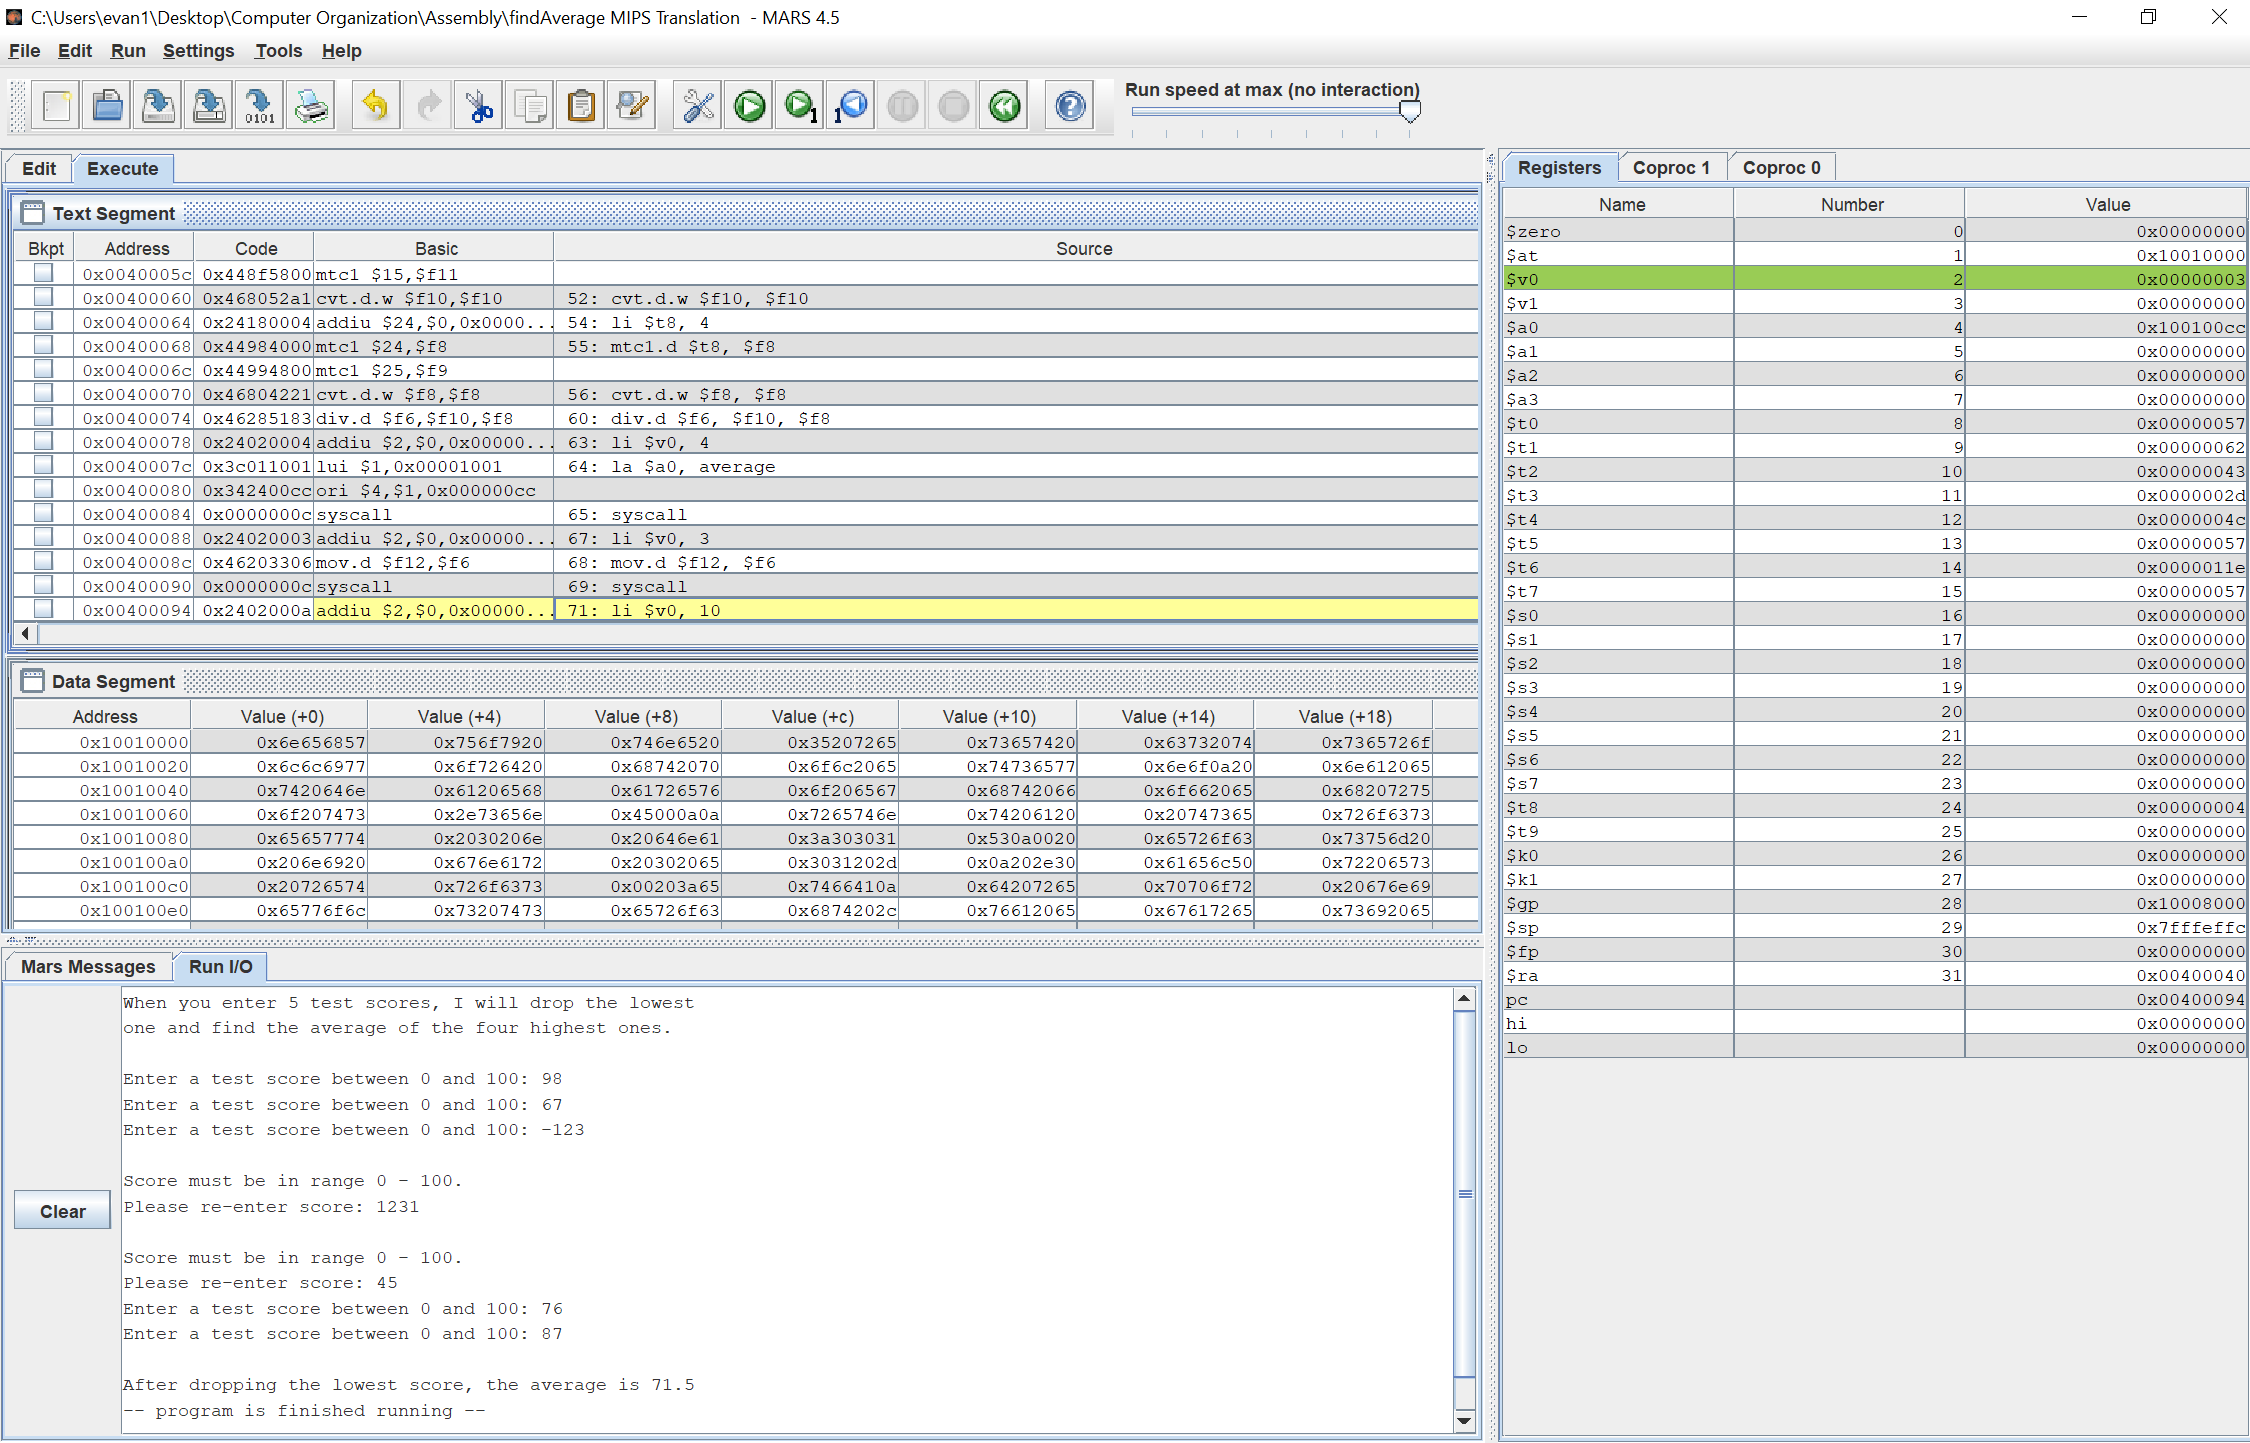 C:\Users\evan1\Desktop\Computer Organization\Assembly\findAverage MIPS Translation - MARS 4.5
File Edit Run Settings Tools Help
Run speed at max (no interaction)
Edit Execute
Text Segment
Bkpt Address Code Basic Source
0x0040005c 0x448f5800 mtc1 $15,$f11
0x00400060 0x468052a1 cvt.d.w $f10,$f10 52: cvt.d.w $f10, $f10
0x00400064 0x24180004 addiu $24,$0,0x0000... 54: li $t8, 4
0x00400068 0x44984000 mtc1 $24,$f8 55: mtc1.d $t8, $f8
0x0040006c 0x44994800 mtc1 $25,$f9
0x00400070 0x46804221 cvt.d.w $f8,$f8 56: cvt.d.w $f8, $f8
0x00400074 0x46285183 div.d $f6,$f10,$f8 60: div.d $f6, $f10, $f8
0x00400078 0x24020004 addiu $2,$0,0x00000... 63: li $v0, 4
0x0040007c 0x3c011001 lui $1,0x00001001 64: la $a0, average
0x00400080 0x342400cc ori $4,$1,0x000000cc
0x00400084 0x0000000c syscall 65: syscall
0x00400088 0x24020003 addiu $2,$0,0x00000... 67: li $v0, 3
0x0040008c 0x46203306 mov.d $f12,$f6 68: mov.d $f12, $f6
0x00400090 0x0000000c syscall 69: syscall
0x00400094 0x2402000a addiu $2,$0,0x00000... 71: li $v0, 10
Data Segment
Address Value (+0) Value (+4) Value (+8) Value (+c) Value (+10) Value (+14) Value (+18)
0x10010000 0x6e656857 0x756f7920 0x746e6520 0x35207265 0x73657420 0x63732074 0x7365726f
0x10010020 0x6c6c6977 0x6f726420 0x68742070 0x6f6c2065 0x74736577 0x6e6f0a20 0x6e612065
0x10010040 0x7420646e 0x61206568 0x61726576 0x6f206567 0x68742066 0x6f662065 0x68207275
0x10010060 0x6f207473 0x2e73656e 0x45000a0a 0x7265746e 0x74206120 0x20747365 0x726f6373
0x10010080 0x65657774 0x2030206e 0x20646e61 0x3a303031 0x530a0020 0x65726f63 0x73756d20
0x100100a0 0x206e6920 0x676e6172 0x20302065 0x3031202d 0x0a202e30 0x61656c50 0x72206573
0x100100c0 0x20726574 0x726f6373 0x00203a65 0x7466410a 0x64207265 0x70706f72 0x20676e69
0x100100e0 0x65776f6c 0x73207473 0x65726f63 0x6874202c 0x76612065 0x67617265 0x73692065
Mars Messages Run I/O
Clear
When you enter 5 test scores, I will drop the lowest
one and find the average of the four highest ones.
Enter a test score between 0 and 100: 98
Enter a test score between 0 and 100: 67
Enter a test score between 0 and 100: -123
Score must be in range 0 - 100.
Please re-enter score: 1231
Score must be in range 0 - 100.
Please re-enter score: 45
Enter a test score between 0 and 100: 76
Enter a test score between 0 and 100: 87
After dropping the lowest score, the average is 71.5
-- program is finished running --
Registers Coproc 1 Coproc 0
Name Number Value
$zero 0 0x00000000
$at 1 0x10010000
$v0 2 0x00000003
$v1 3 0x00000000
$a0 4 0x100100cc
$a1 5 0x00000000
$a2 6 0x00000000
$a3 7 0x00000000
$t0 8 0x00000057
$t1 9 0x00000062
$t2 10 0x00000043
$t3 11 0x0000002d
$t4 12 0x0000004c
$t5 13 0x00000057
$t6 14 0x0000011e
$t7 15 0x00000057
$s0 16 0x00000000
$s1 17 0x00000000
$s2 18 0x00000000
$s3 19 0x00000000
$s4 20 0x00000000
$s5 21 0x00000000
$s6 22 0x00000000
$s7 23 0x00000000
$t8 24 0x00000004
$t9 25 0x00000000
$k0 26 0x00000000
$k1 27 0x00000000
$gp 28 0x10008000
$sp 29 0x7fffeffc
$fp 30 0x00000000
$ra 31 0x00400040
pc 0x00400094
hi 0x00000000
lo 0x00000000